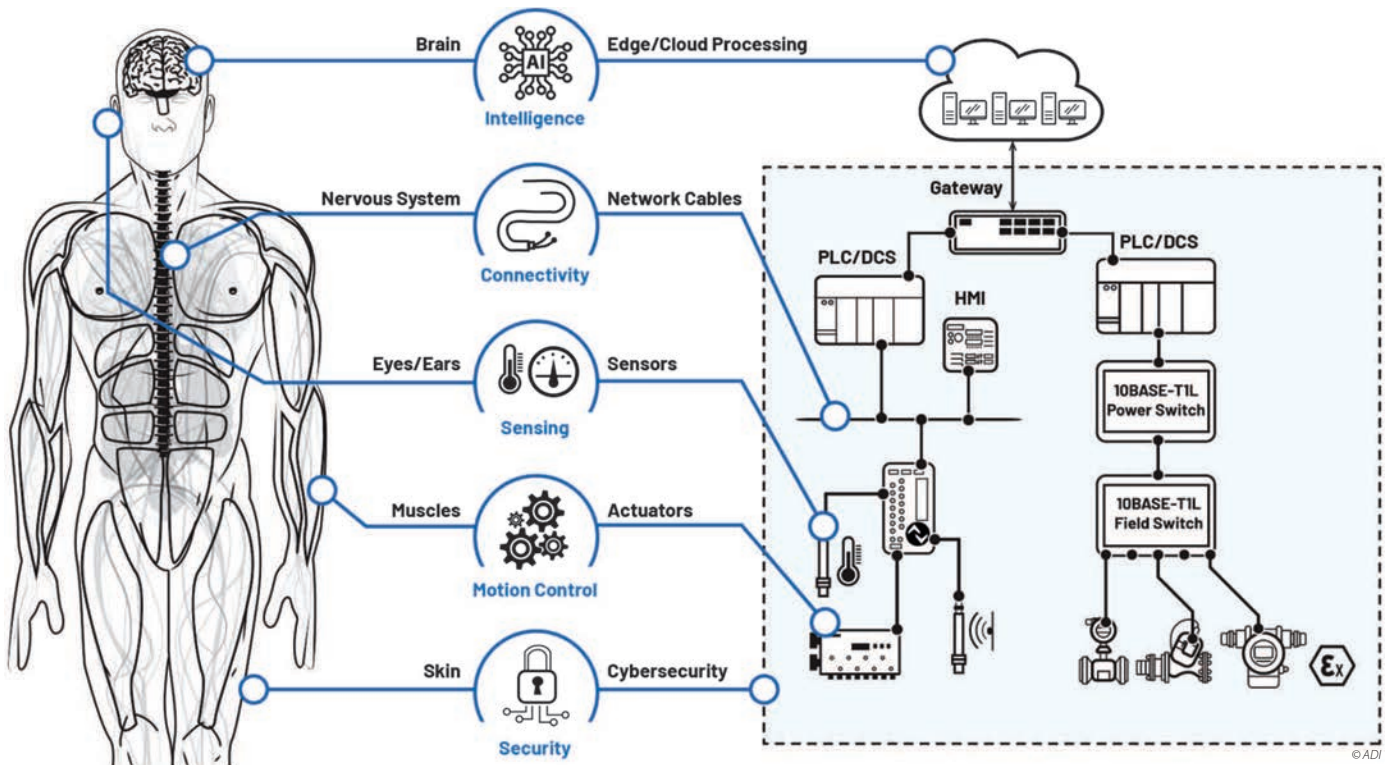 Brain
AI
Edge/Cloud Processing
Intelligence
Gateway
Nervous System
Network Cables
Connectivity
PLC/DCS
PLC/DCS
HMI
Eyes/Ears
Sensors
Sensing
10BASE-T1L
Power Switch
10BASE-T1L
Field Switch
Muscles
Actuators
Motion Control
Skin
Cybersecurity
Security
εx
© ADI